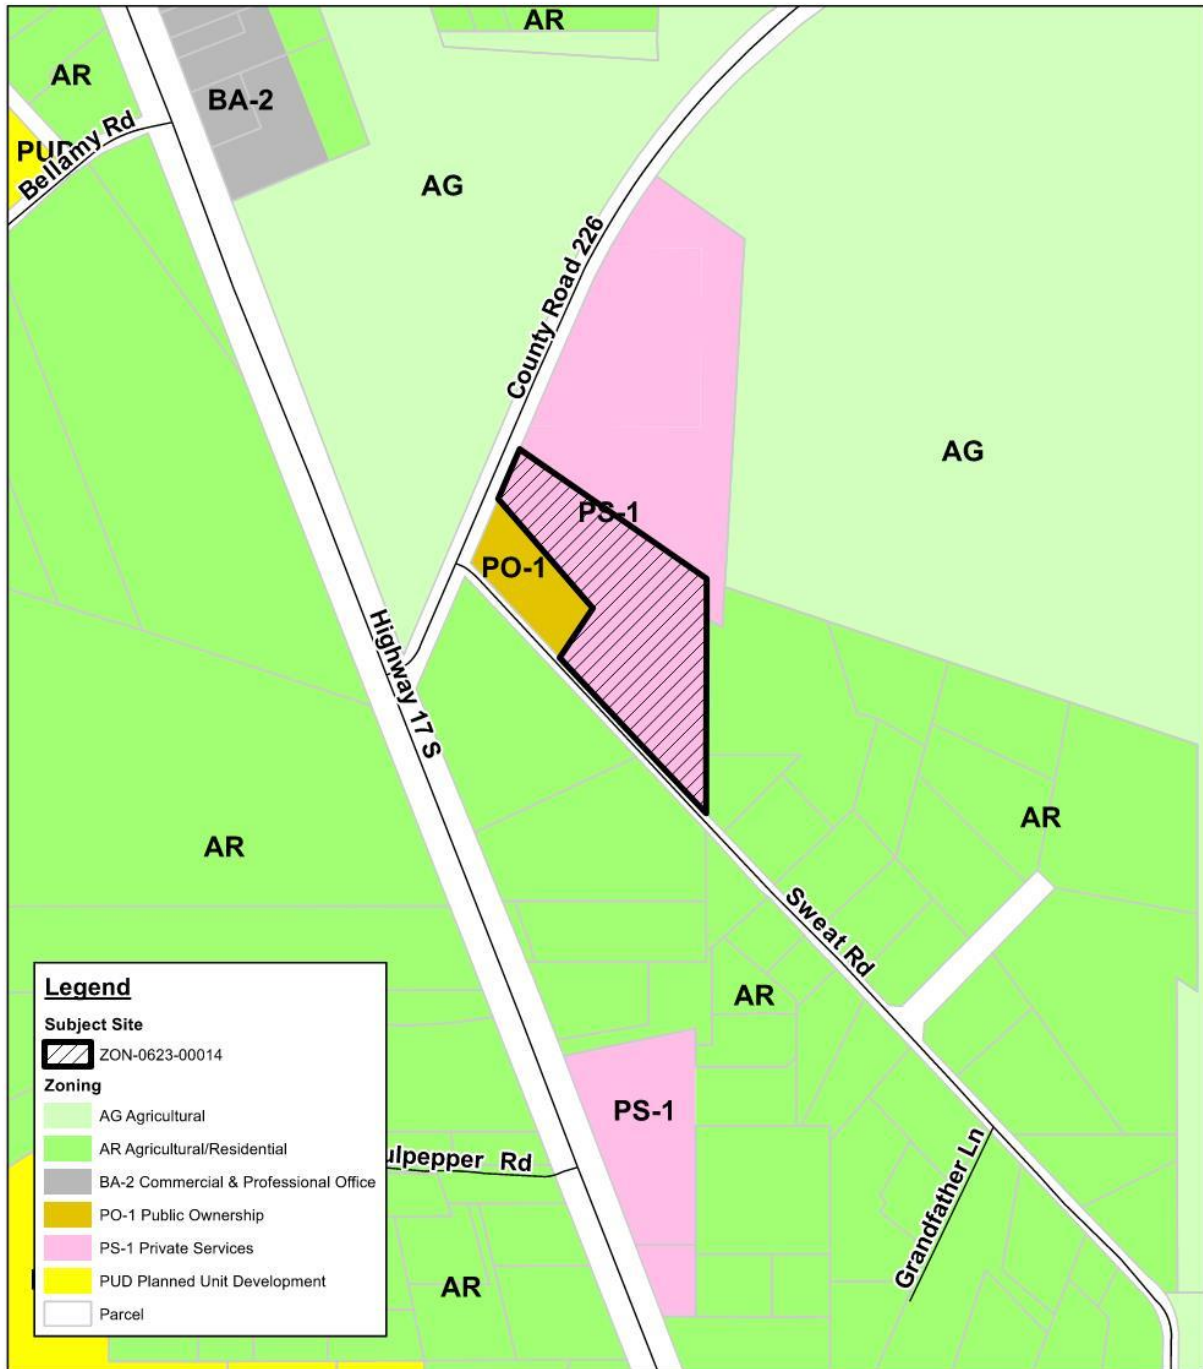 AR
AR
BA-2
Bellamy Rd
AG
County Road 226
AG
PS-1
PO-1
Highway 17 S
AR
AR
Sweat Rd
AR
PS-1
ulpepper Rd
Grandfather Ln
AR
Legend
Subject Site
ZON-0623-00014
Zoning
AG Agricultural
AR Agricultural/Residential
BA-2 Commercial & Professional Office
PO-1 Public Ownership
PS-1 Private Services
PUD Planned Unit Development
Parcel
PUD